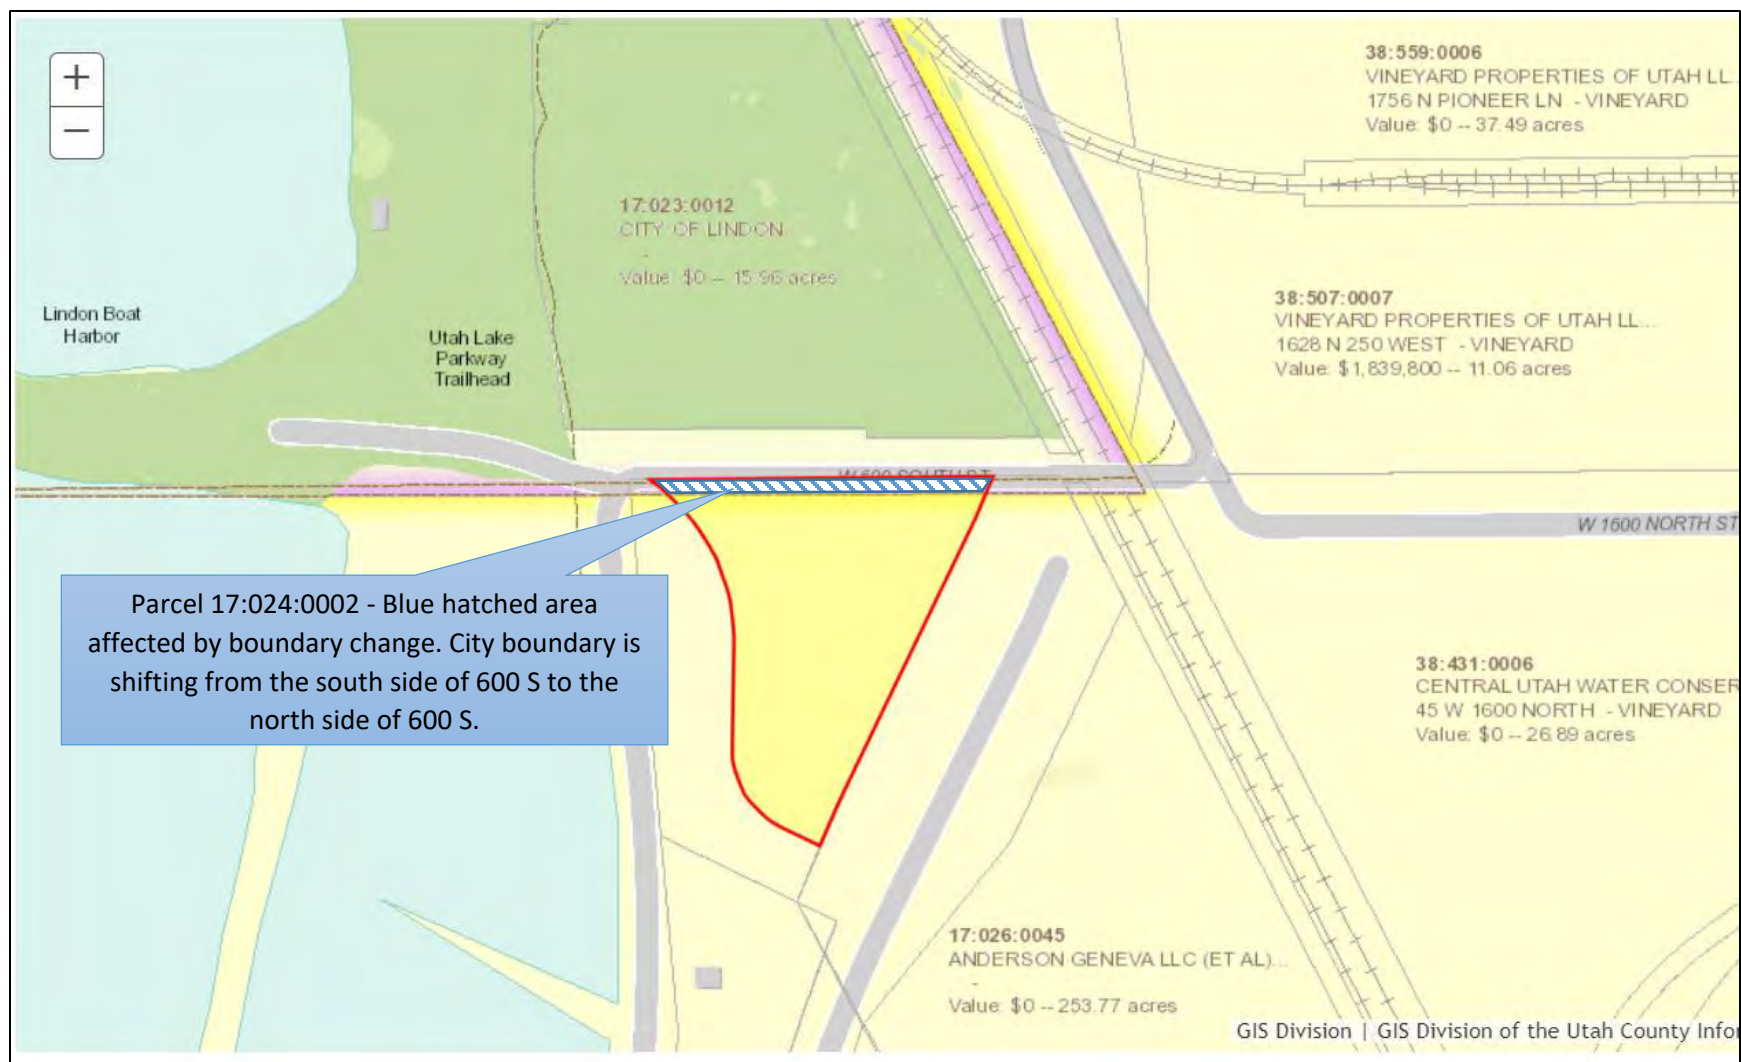 +
−
38:559:0006
VINEYARD PROPERTIES OF UTAH LL...
1756 N PIONEER LN - VINEYARD
Value: $0 -- 37.49 acres
17:023:0012
CITY OF LINDON
-
Value: $0 -- 15.96 acres
38:507:0007
VINEYARD PROPERTIES OF UTAH LL...
1628 N 250 WEST - VINEYARD
Value: $1,839,800 -- 11.06 acres
Lindon Boat
Harbor
Utah Lake
Parkway
Trailhead
W 600 SOUTH ST
W 1600 NORTH ST
Parcel 17:024:0002 - Blue hatched area
affected by boundary change. City boundary is
shifting from the south side of 600 S to the
north side of 600 S.
38:431:0006
CENTRAL UTAH WATER CONSER
45 W 1600 NORTH - VINEYARD
Value: $0 -- 26.89 acres
17:026:0045
ANDERSON GENEVA LLC (ET AL)...
-
Value: $0 -- 253.77 acres
GIS Division | GIS Division of the Utah County Infor